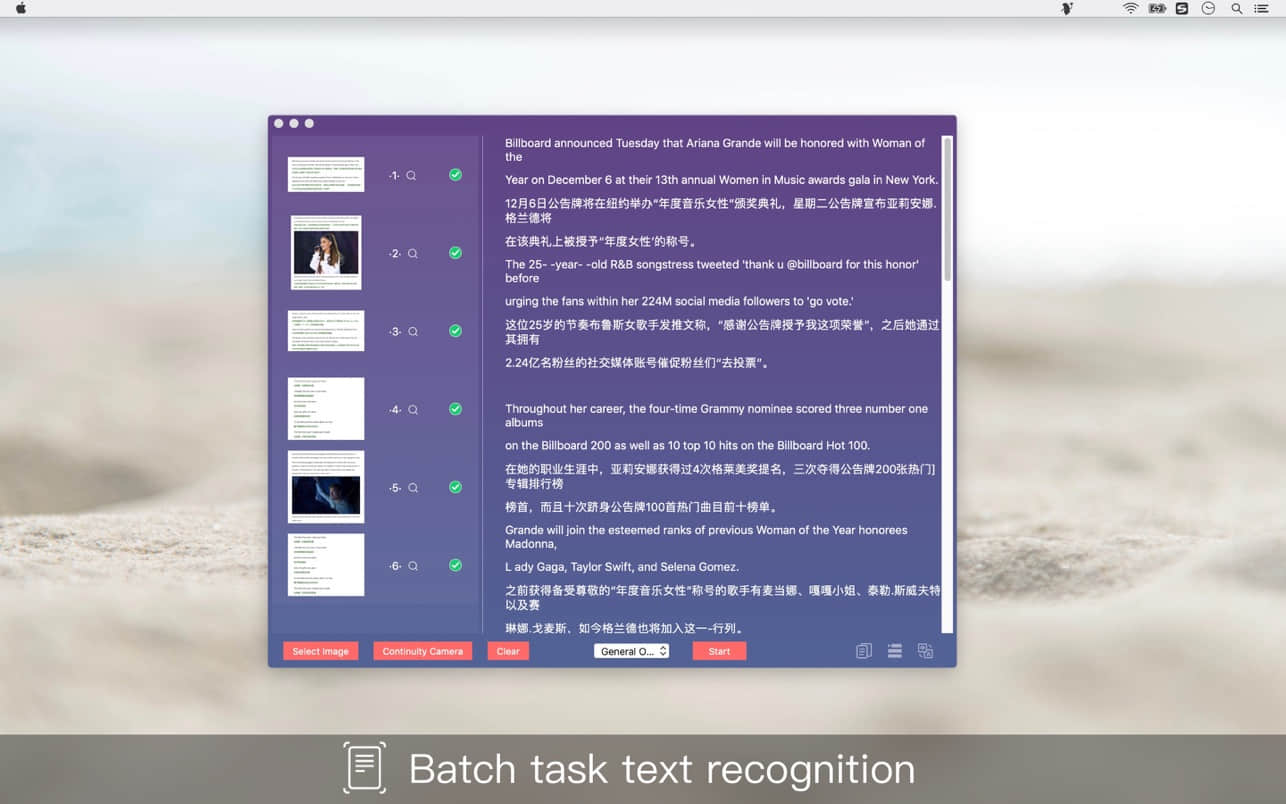 Billboard announced Tuesday that Ariana Grande will be honored with Woman of
the
Year on December 6 at their 13th annual Women in Music awards gala in New York.
12月6日公告牌将在纽约举办“年度音乐女性”颁奖典礼，星期二公告牌宣布亚莉安娜.
格兰德将
在该典礼上被授予“年度女性’的称号。
The 25- -year- -old R&B songstress tweeted 'thank u @billboard for this honor'
before
urging the fans within her 224M social media followers to 'go vote.'
这位25岁的节奏布鲁斯女歌手发推文称，“感谢公告牌授予我这项荣誉”，之后她通过
其拥有
2.24亿名粉丝的社交媒体账号催促粉丝们“去投票”。
Throughout her career, the four-time Grammy nominee scored three number one
albums
on the Billboard 200 as well as 10 top 10 hits on the Billboard Hot 100.
在她的职业生涯中，亚莉安娜获得过4次格莱美奖提名，三次夺得公告牌200张热门]
专辑排行榜
榜首，而且十次跻身公告牌100首热门曲目前十榜单。
Grande will join the esteemed ranks of previous Woman of the Year honorees
Madonna,
L ady Gaga, Taylor Swift, and Selena Gomez.
之前获得备受尊敬的“年度音乐女性”称号的歌手有麦当娜、嘎嘎小姐、泰勒.斯威夫特
以及赛
琳娜.戈麦斯、如今格兰德也将加入这一-行列。
·1·
·2·
·3·
·4·
·5·
·6·
Select Image
Continuity Camera
Clear
General O...
Start
Batch task text recognition